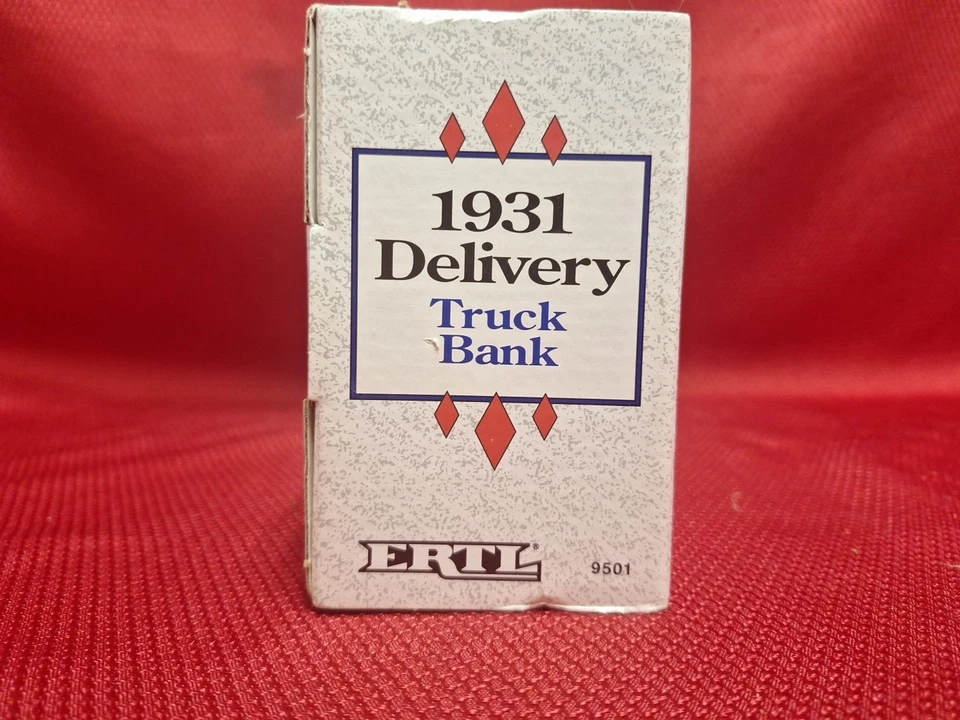 1931
Delivery
Truck
Bank
ERTL®
9501